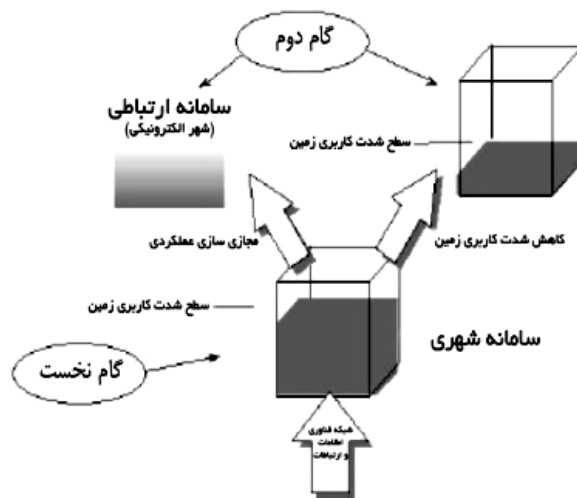 گام دوم
سامانه ارتباطی
(شهر الکترونیکی)
سطح شدت کاربری زمین
مجازی سازی عملکردی
کاهش شدت کاربری زمین
سطح شدت کاربری زمین
سامانه شهری
گام نخست
شبکه فناوری
اطلاعات
و ارتباطات